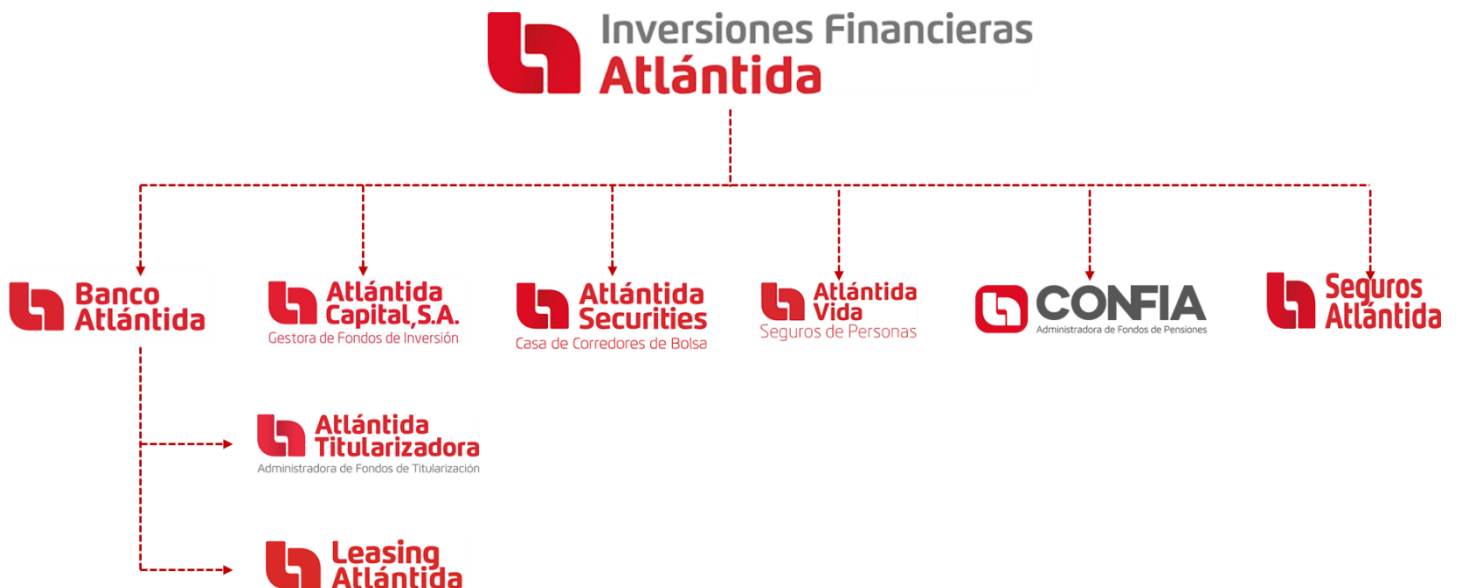 Inversiones Financieras
Atlántida
Banco
Atlántida
Atlántida
Capital,S.A.
Gestora de Fondos de Inversión
Atlántida
Securities
Casa de Corredores de Bolsa
Atlántida
Vida
Seguros de Personas
CONFIA
Administradora de Fondos de Pensiones
Seguros
Atlántida
Atlántida
Titularizadora
Administradora de Fondos de Titularización
Leasing
Atlántida